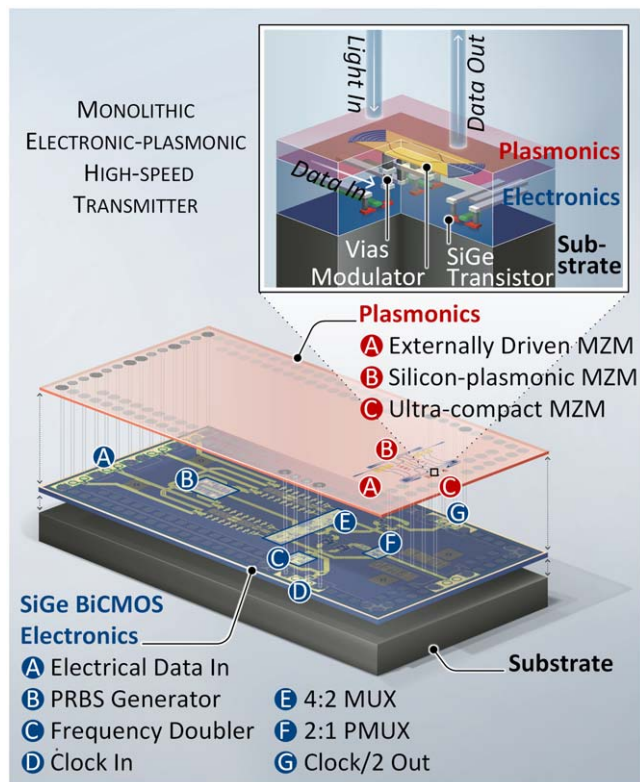 MONOLITHIC
ELECTRONIC-PLASMONIC
HIGH-SPEED
TRANSMITTER
Light In
Data Out
Data In
Plasmonics
Electronics
Sub-
strate
Vias
Modulator
SiGe
Transistor
Plasmonics
A Externally Driven MZM
B Silicon-plasmonic MZM
C Ultra-compact MZM
B
A
C
A
B
E
G
F
C
D
SiGe BiCMOS
Electronics
A Electrical Data In
B PRBS Generator
C Frequency Doubler
D Clock In
Substrate
E 4:2 MUX
F 2:1 PMUX
G Clock/2 Out